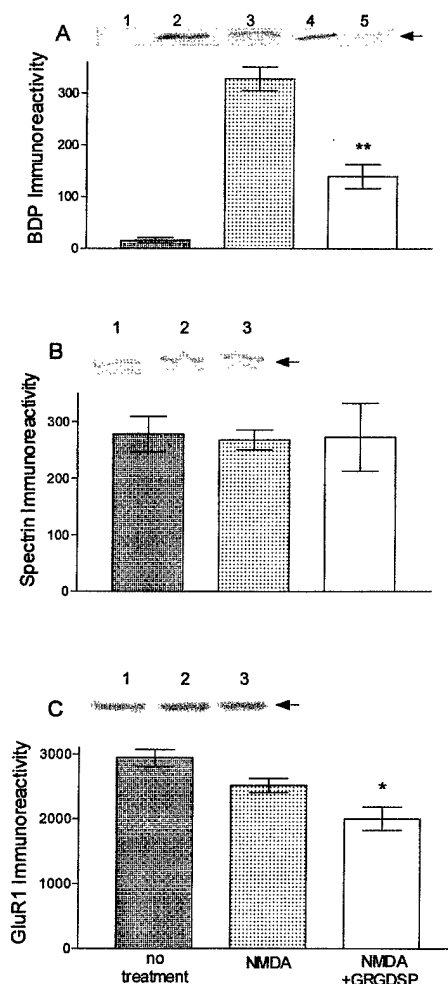 A
1 2 3 4 5
BDP Immunoreactivity
300
200
100
0
**
B
1 2 3
Spectrin Immunoreactivity
300
200
100
0
C
1 2 3
GluR1 Immunoreactivity
3000
2000
1000
0
*
no treatment
NMDA
NMDA +GRGDSP